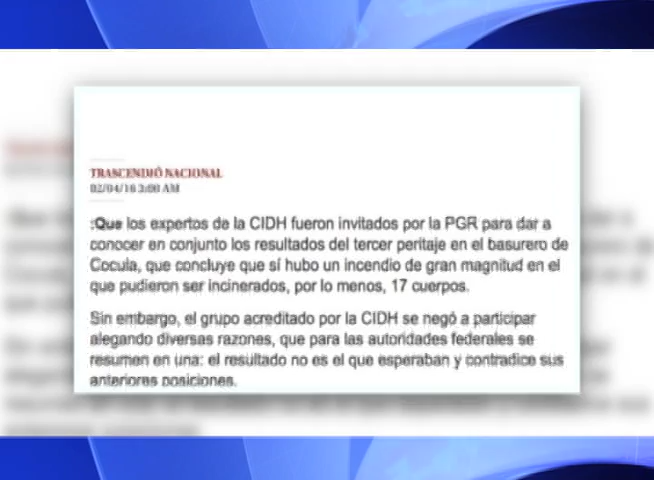 TRASCENDIÓ NACIONAL
02/04/16 3:00 AM
:Que los expertos de la CIDH fueron invitados por la PGR para dar a
conocer en conjunto los resultados del tercer peritaje en el basurero de
Cocula, que concluye que sí hubo un incendio de gran magnitud en el
que pudieron ser incinerados, por lo menos, 17 cuerpos.
Sin embargo, el grupo acreditado por la CIDH se negó a participar
alegando diversas razones, que para las autoridades federales se
resumen en una: el resultado no es el que esperaban y contradice sus
anteriores posiciones.